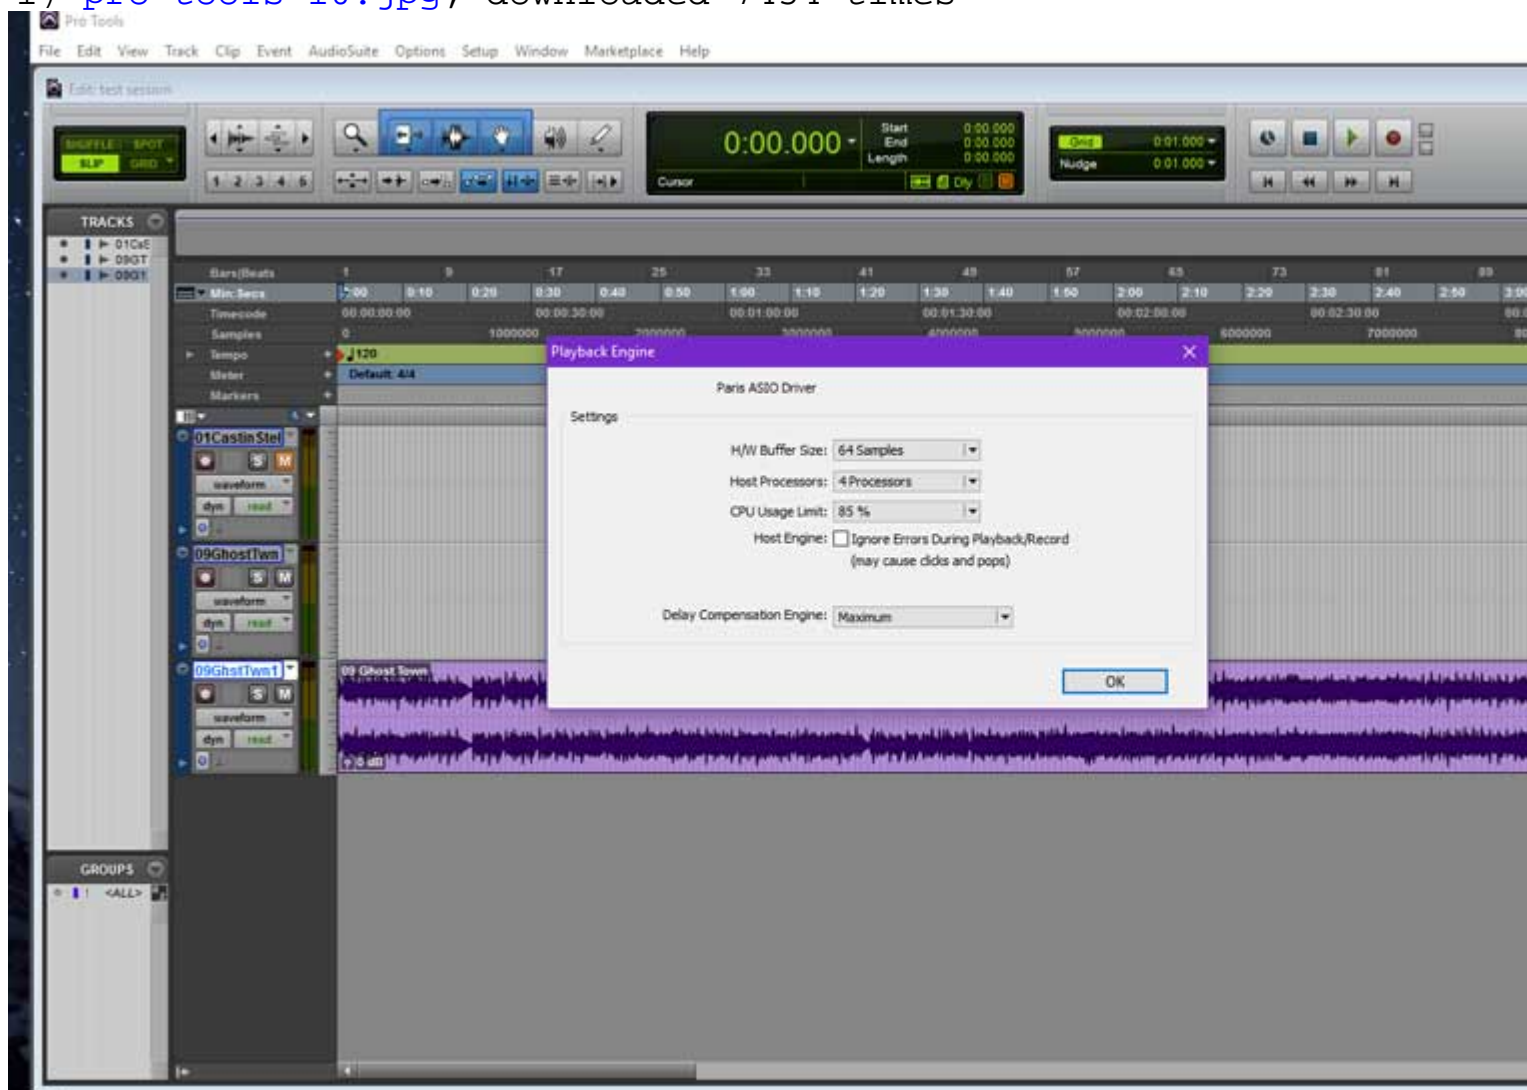 Pro Tools
File Edit View Track Clip Event AudioSuite Options Setup Window Marketplace Help
Edit: test session
SHUFFLE SPOT
SLIP GRID
1 2 3 4 5
0:00.000
Start 0:00.000
End 0:00.000
Length 0:00.000
Cursor
Dly
Grid 0:01.000
Nudge 0:01.000
TRACKS
09GT
Bars|Beats 1 9 17 25 33 41 49 57 65 73 81 89
Min:Secs 0:10 0:20 0:30 0:40 0:50 1:00 1:10 1:20 1:30 1:40 1:50 2:00 2:10 2:20 2:30 2:40 2:50
Timecode 00:00:00:00 00:00:30:00 00:01:00:00 00:01:30:00 00:02:00:00 00:02:30:00
Samples 0 1000000 2000000 3000000 4000000 5000000 6000000 7000000
Tempo 120
Meter Default: 4/4
Markers
01CastinStel
S M
waveform
dyn read
09GhostTwn
S M
waveform
dyn read
09GhstTwn1
S M
waveform
dyn read
09 Ghost Town
0 dB
Playback Engine
Paris ASIO Driver
Settings
H/W Buffer Size: 64 Samples
Host Processors: 4 Processors
CPU Usage Limit: 85 %
Host Engine: Ignore Errors During Playback/Record
(may cause clicks and pops)
Delay Compensation Engine: Maximum
OK
GROUPS
! <ALL>